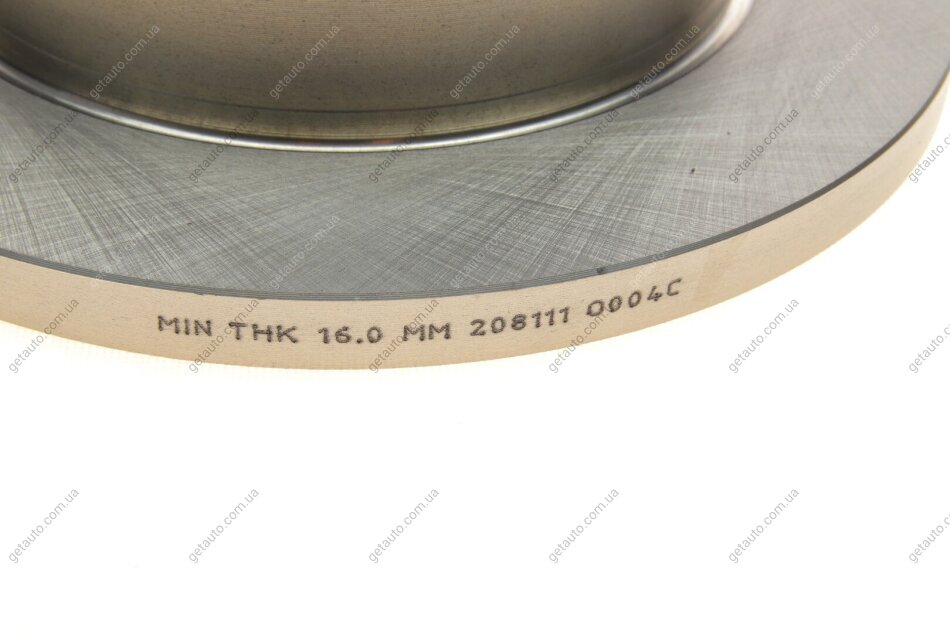 MIN THK 16.0 MM 208111 0004C
getauto.com.ua